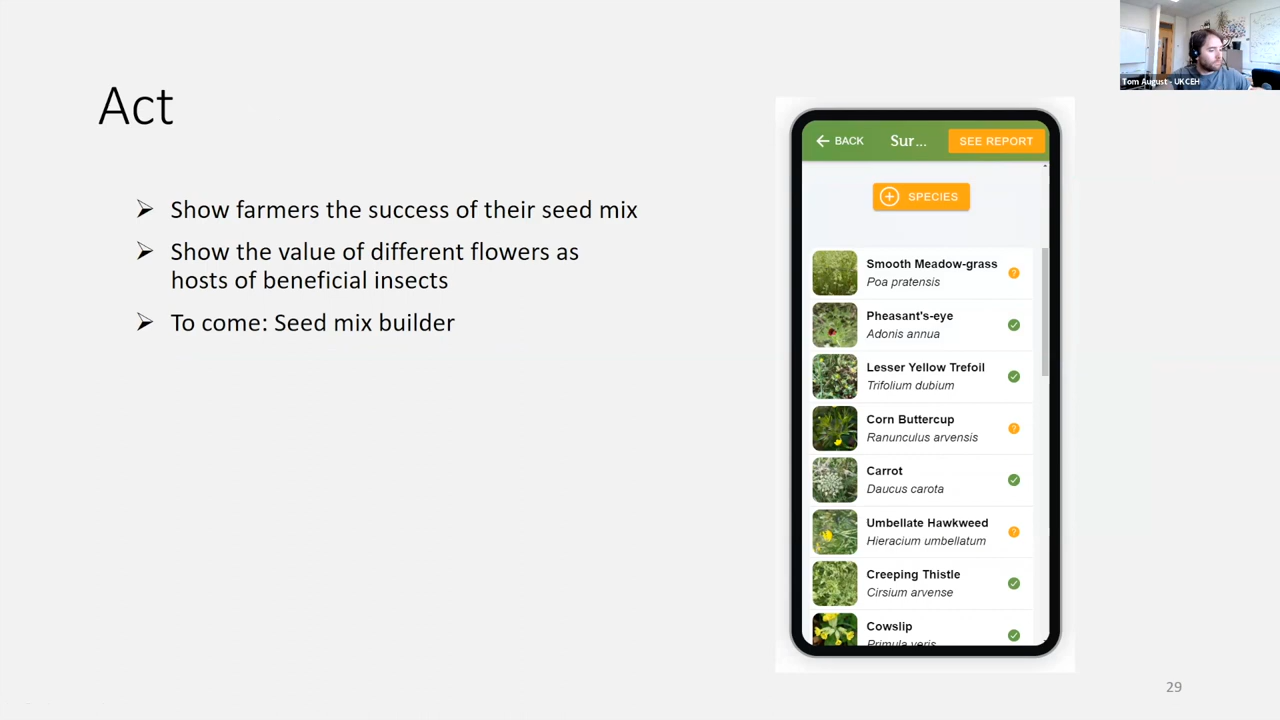 Tom August - UKCEH
Act
Show farmers the success of their seed mix
Show the value of different flowers as
hosts of beneficial insects
To come: Seed mix builder
BACK
Sur...
SEE REPORT
SPECIES
Smooth Meadow-grass
Poa pratensis
Pheasant's-eye
Adonis annua
Lesser Yellow Trefoil
Trifolium dubium
Corn Buttercup
Ranunculus arvensis
Carrot
Daucus carota
Umbellate Hawkweed
Hieracium umbellatum
Creeping Thistle
Cirsium arvense
Cowslip
Primula veris
29